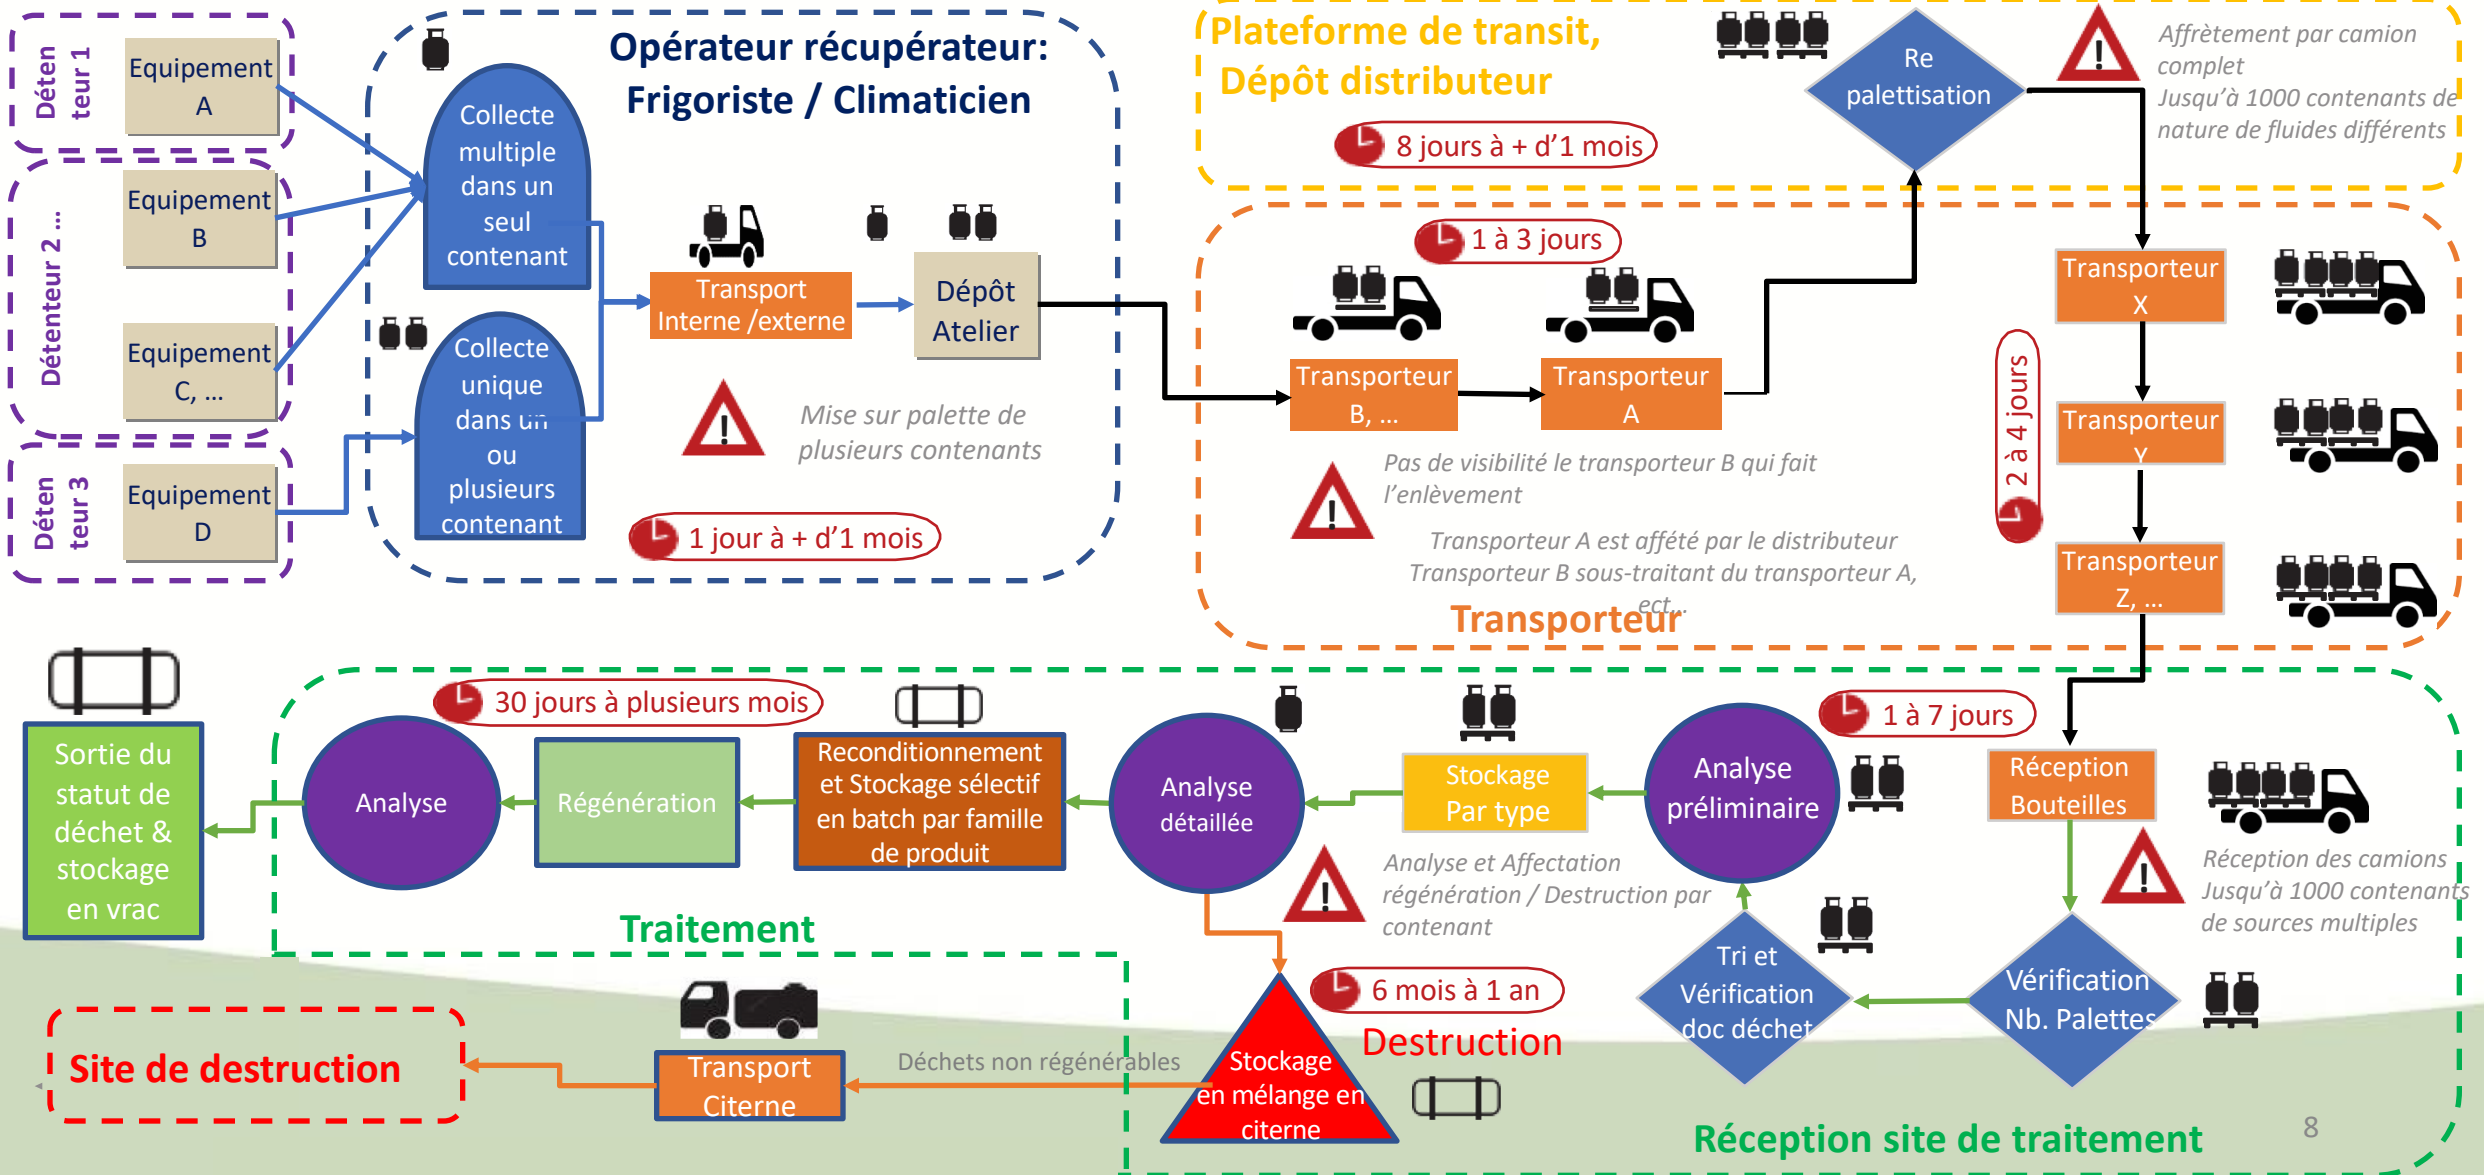 Déten
teur 1
Equipement
A
Détenteur 2 ...
Equipement
B
Equipement
C, ...
Déten
teur 3
Equipement
D
Opérateur récupérateur:
Frigoriste / Climaticien
Collecte
multiple
dans un
seul
contenant
Collecte
unique
dans un
ou
plusieurs
contenant
Transport
Interne /externe
Dépôt
Atelier
Mise sur palette de
plusieurs contenants
1 jour à + d’1 mois
Plateforme de transit,
Dépôt distributeur
8 jours à + d’1 mois
Re
palettisation
Affrètement par camion
complet
Jusqu’à 1000 contenants de
nature de fluides différents
1 à 3 jours
Transporteur
B, ...
Transporteur
A
Pas de visibilité le transporteur B qui fait
l’enlèvement
Transporteur A est affété par le distributeur
Transporteur B sous-traitant du transporteur A,
ect...
Transporteur
2 à 4 jours
Transporteur
X
Transporteur
Y
Transporteur
Z, ...
Sortie du
statut de
déchet &
stockage
en vrac
30 jours à plusieurs mois
Analyse
Régénération
Reconditionnement
et Stockage sélectif
en batch par famille
de produit
Analyse
détaillée
Stockage
Par type
Analyse
préliminaire
1 à 7 jours
Réception
Bouteilles
Réception des camions
Jusqu’à 1000 contenants
de sources multiples
Analyse et Affectation
régénération / Destruction par
contenant
Traitement
Tri et
Vérification
doc déchet
Vérification
Nb. Palettes
6 mois à 1 an
Destruction
Stockage
en mélange en
citerne
Déchets non régénérables
Transport
Citerne
Site de destruction
Réception site de traitement
8